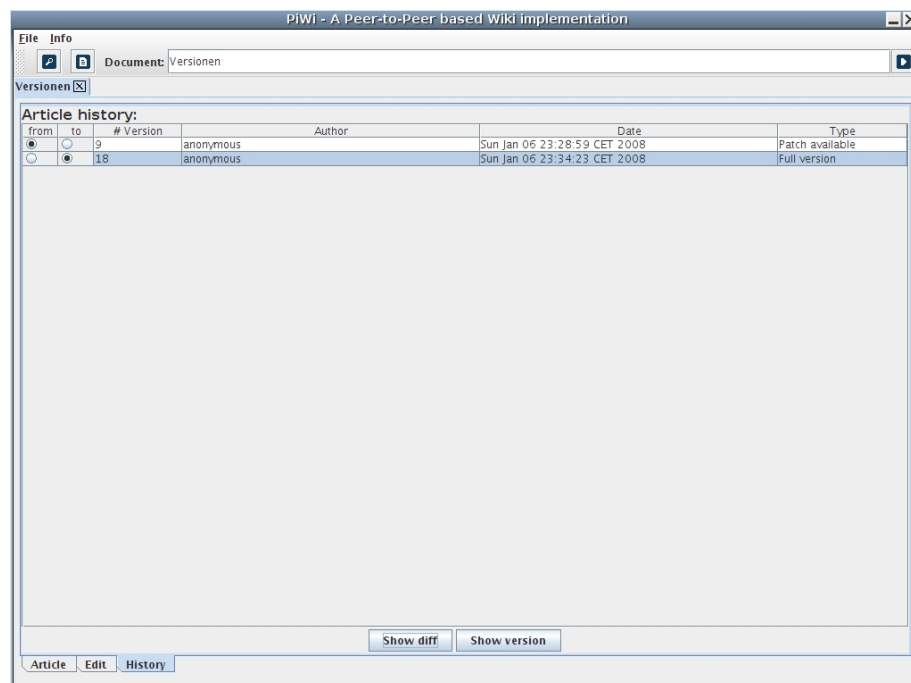 PiWi - A Peer-to-Peer based Wiki implementation
File Info
Document: Versionen
Versionen
Article history:
from to # Version Author Date Type
9 anonymous Sun Jan 06 23:28:59 CET 2008 Patch available
18 anonymous Sun Jan 06 23:34:23 CET 2008 Full version
Show diff Show version
Article Edit History